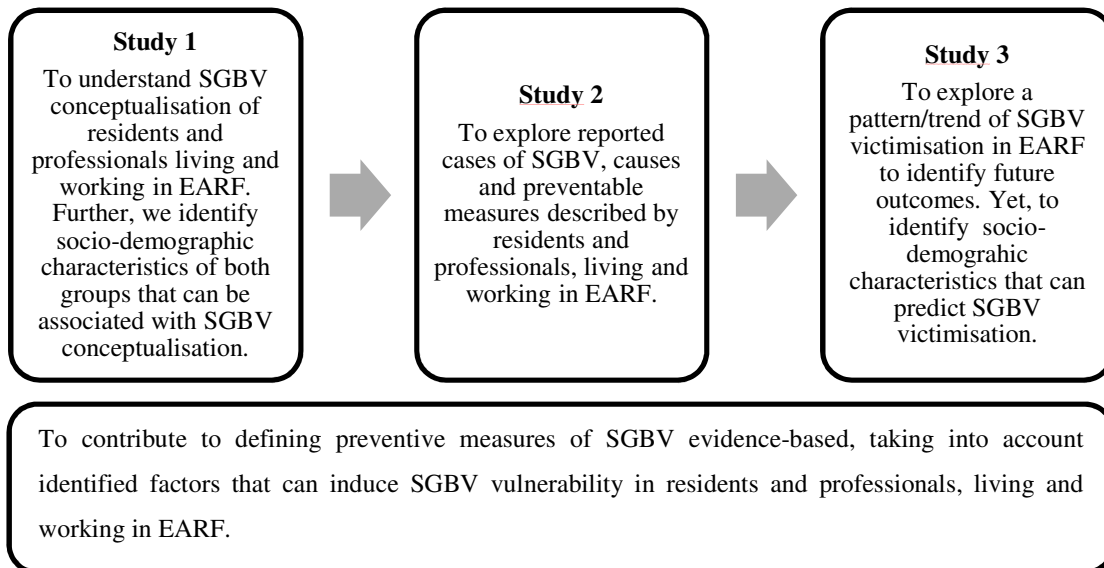 Study 1
To understand SGBV
conceptualisation of
residents and
professionals living and
working in EARF.
Further, we identify
socio-demographic
characteristics of both
groups that can be
associated with SGBV
conceptualisation.
Study 2
To explore reported
cases of SGBV, causes
and preventable
measures described by
residents and
professionals, living and
working in EARF.
Study 3
To explore a
pattern/trend of SGBV
victimisation in EARF
to identify future
outcomes. Yet, to
identify socio-
demograhic
characteristics that can
predict SGBV
victimisation.
To contribute to defining preventive measures of SGBV evidence-based, taking into account
identified factors that can induce SGBV vulnerability in residents and professionals, living and
working in EARF.